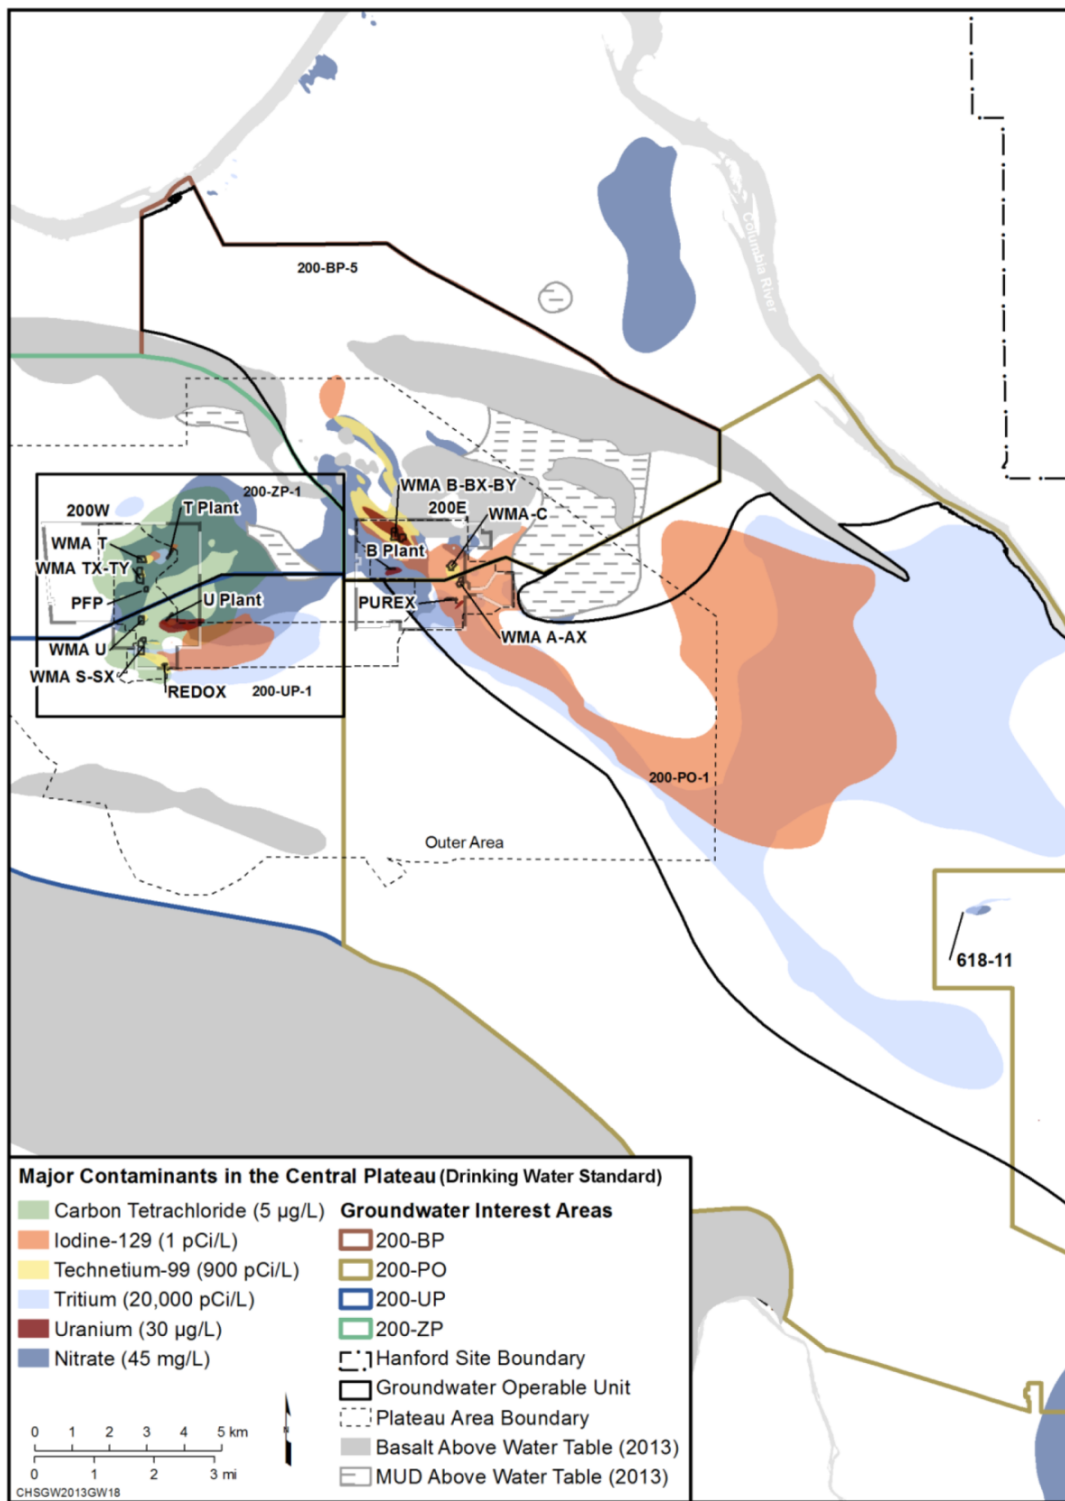 Columbia River
200-BP-5
200-ZP-1
WMA B-BX-BY
200E
WMA-C
200W
T Plant
WMA T
B Plant
WMA TX-TY
PFP
U Plant
PUREX
WMA A-AX
WMA U
WMA S-SX
REDOX
200-UP-1
200-PO-1
Outer Area
618-11
Major Contaminants in the Central Plateau (Drinking Water Standard)
Carbon Tetrachloride (5 µg/L)
Iodine-129 (1 pCi/L)
Technetium-99 (900 pCi/L)
Tritium (20,000 pCi/L)
Uranium (30 µg/L)
Nitrate (45 mg/L)
Groundwater Interest Areas
200-BP
200-PO
200-UP
200-ZP
Hanford Site Boundary
Groundwater Operable Unit
Plateau Area Boundary
Basalt Above Water Table (2013)
MUD Above Water Table (2013)
0 1 2 3 4 5 km
0 1 2 3 mi
N
CHSGW2013GW18